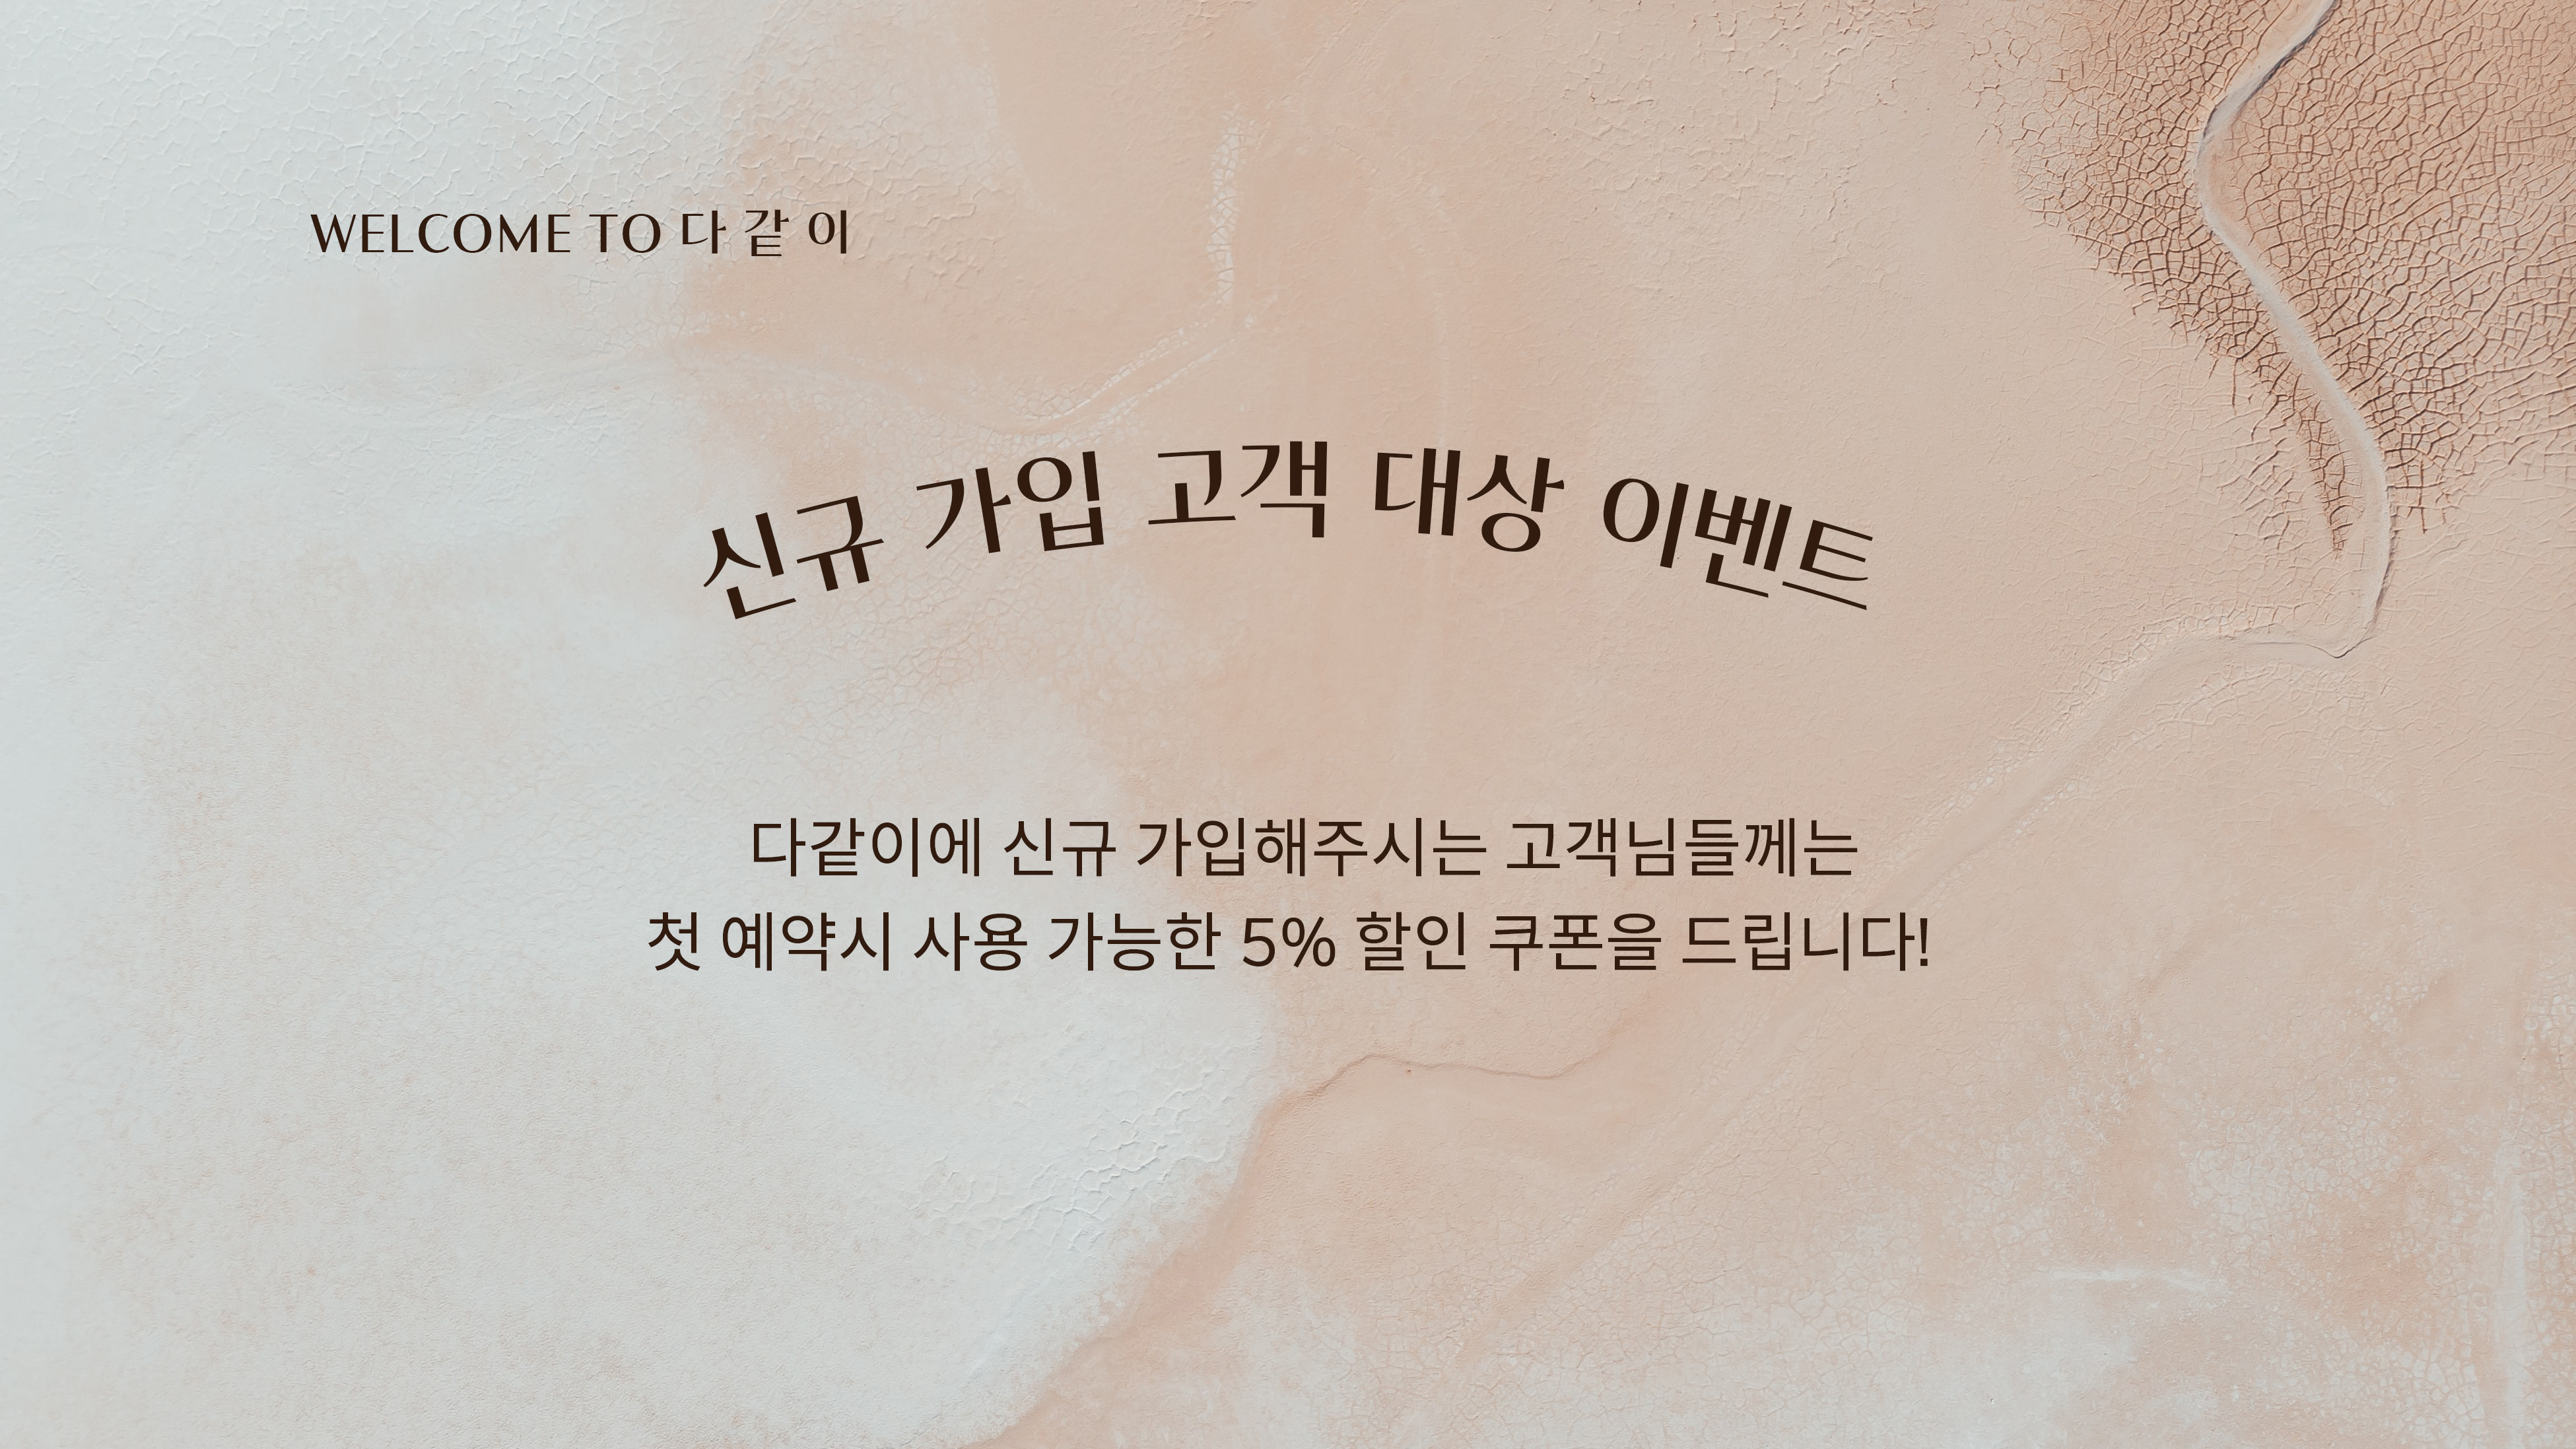 WELCOME TO 다 같 이
신규 가입 고객 대상 이벤트
다같이에 신규 가입해주시는 고객님들께는
첫 예약시 사용 가능한 5% 할인 쿠폰을 드립니다!